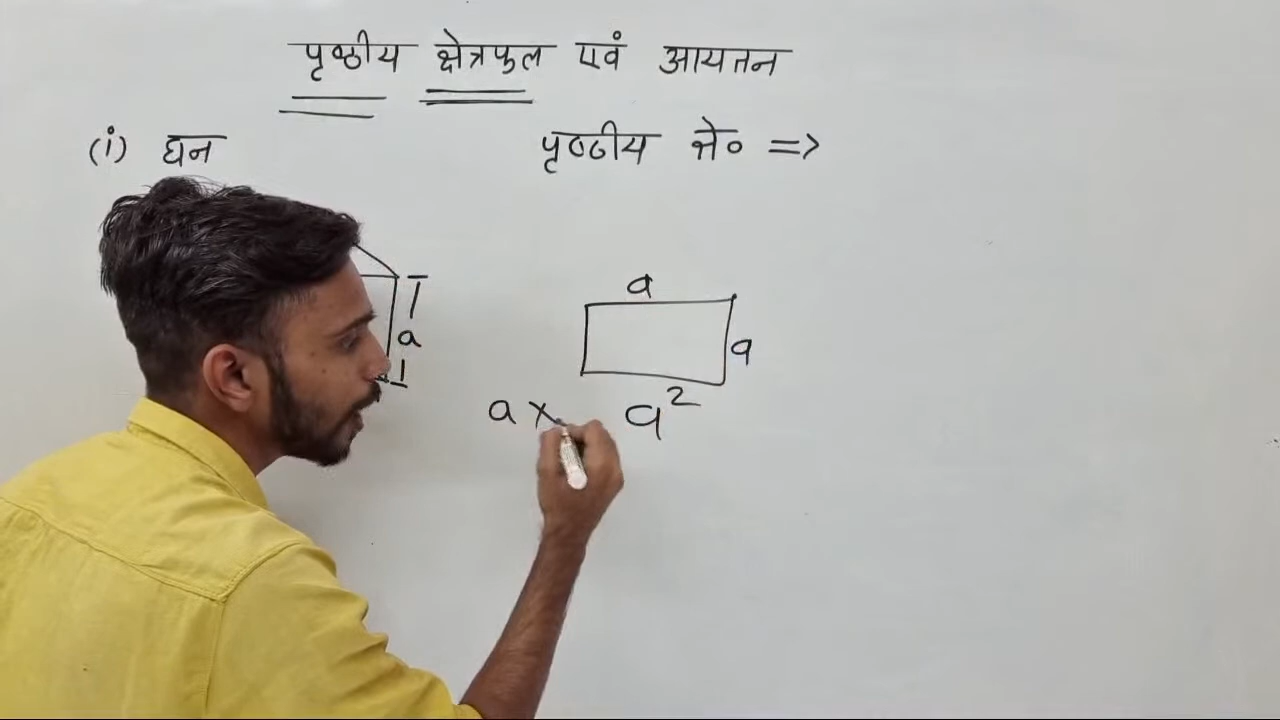 पृष्ठीय क्षेत्रफल एवं आयतन
(i) घन
पृष्ठीय क्षे० =>
a
a
a
a × a²